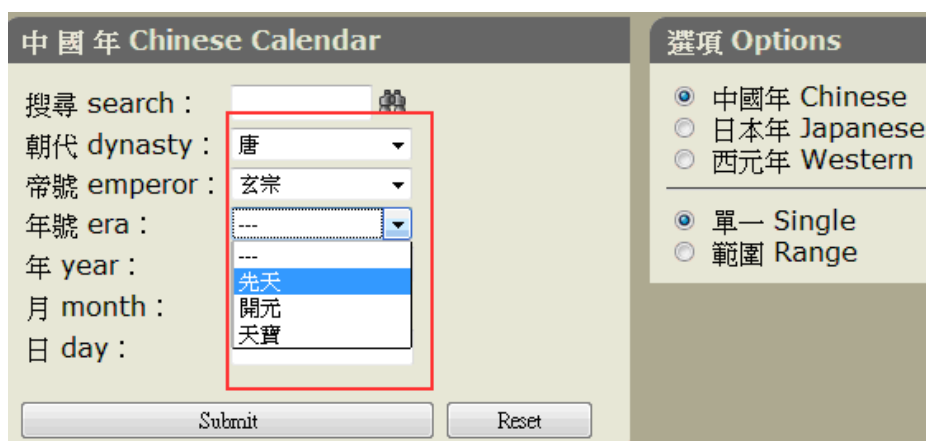 中國年 Chinese Calendar
搜尋 search：
朝代 dynasty： 唐
帝號 emperor： 玄宗
年號 era： ---
---
年 year：
先天
月 month： 開元
天寶
日 day：
Submit Reset
選項 Options
中國年 Chinese
日本年 Japanese
西元年 Western
單一 Single
範圍 Range